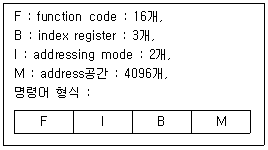 F : function code : 16개,
B : index register : 3개,
I : addressing mode : 2개,
M : address공간 : 4096개,
명령어 형식 :
F I B M